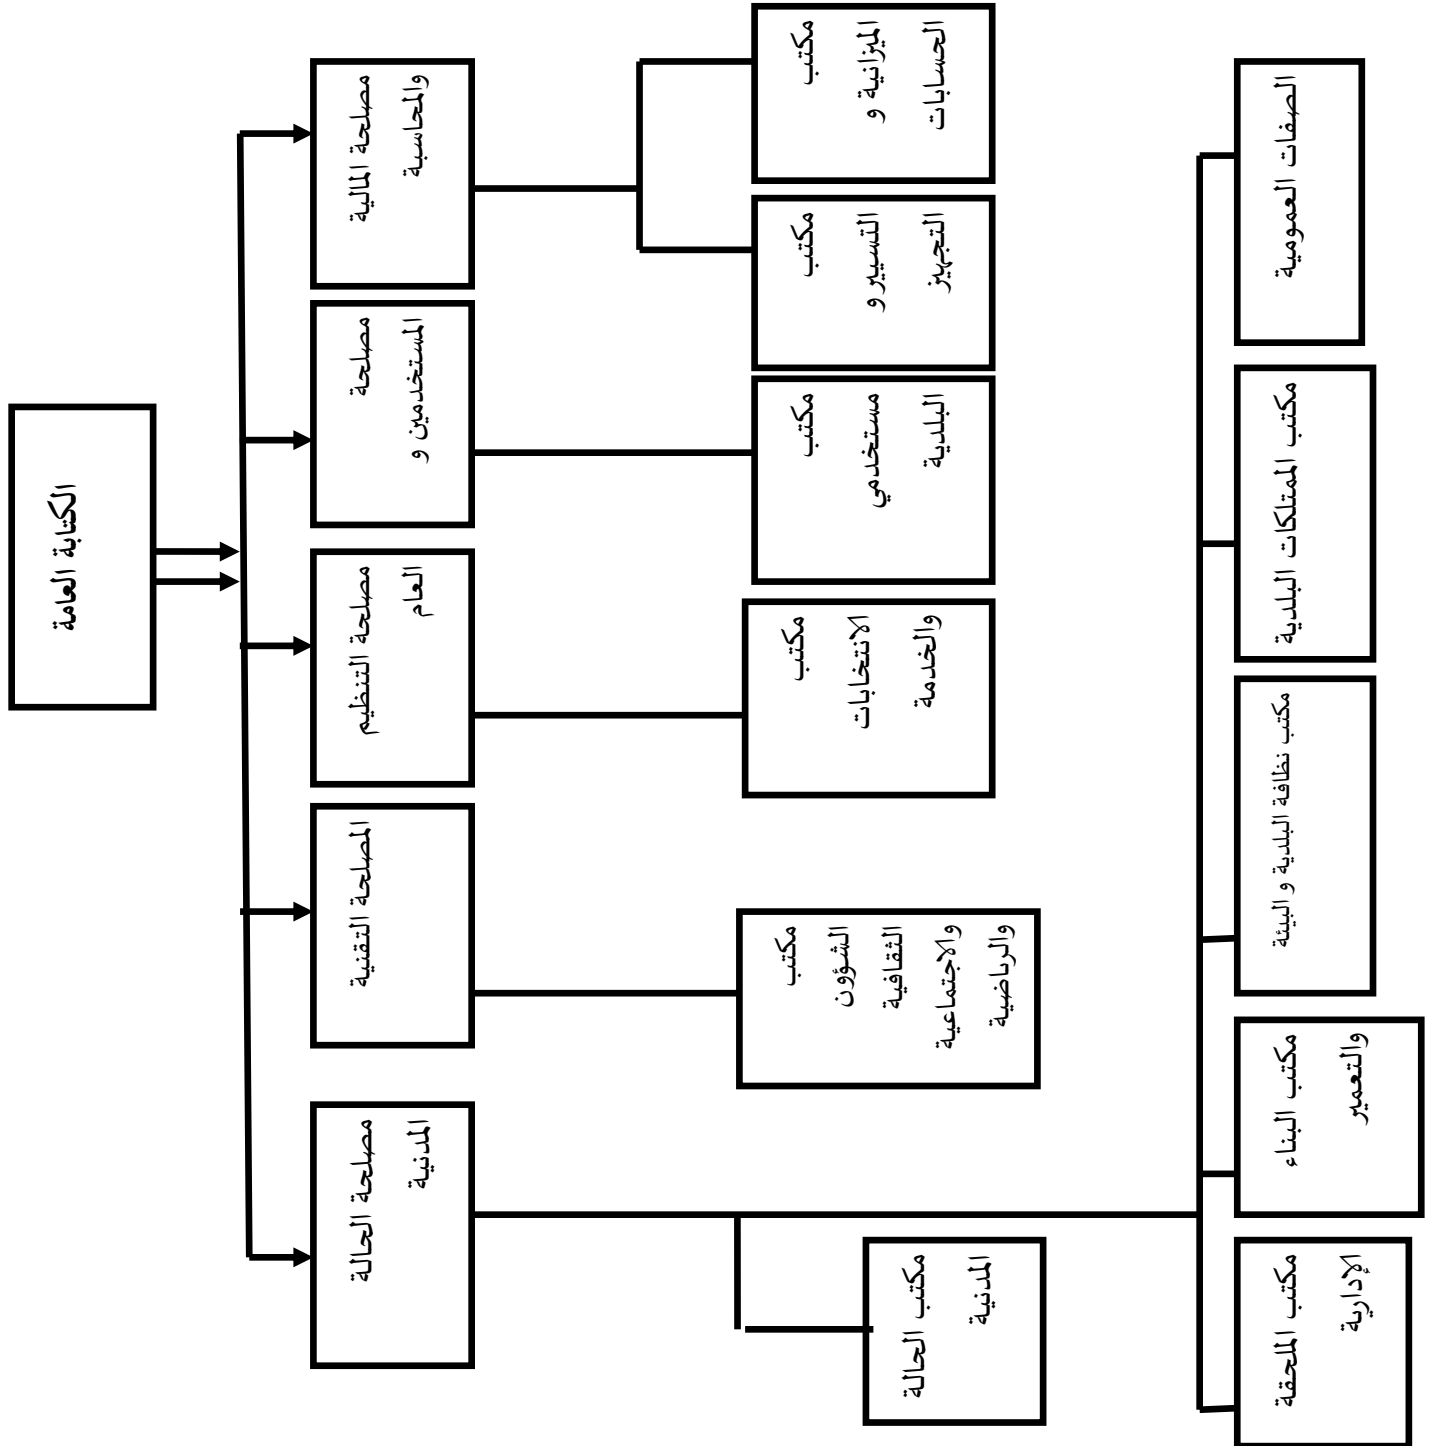 الكتابة العامة
مصلحة المالية
والمحاسبة
مصلحة
المستخدمين و
مصلحة التنظيم
العام
المصلحة التقنية
مصلحة الحالة
المدنية
مكتب
الميزانية و
الحسابات
مكتب
التسيير و
التجهيز
مكتب
مستخدمي
البلدية
مكتب
الانتخابات
والخدمة
مكتب
الشؤون
الثقافية
والاجتماعية
والرياضية
مكتب الحالة
المدنية
الصفات العمومية
مكتب الممتلكات البلدية
مكتب نظافة البلدية و البيئة
مكتب البناء
والتعمير
مكتب الملحقة
الإدارية